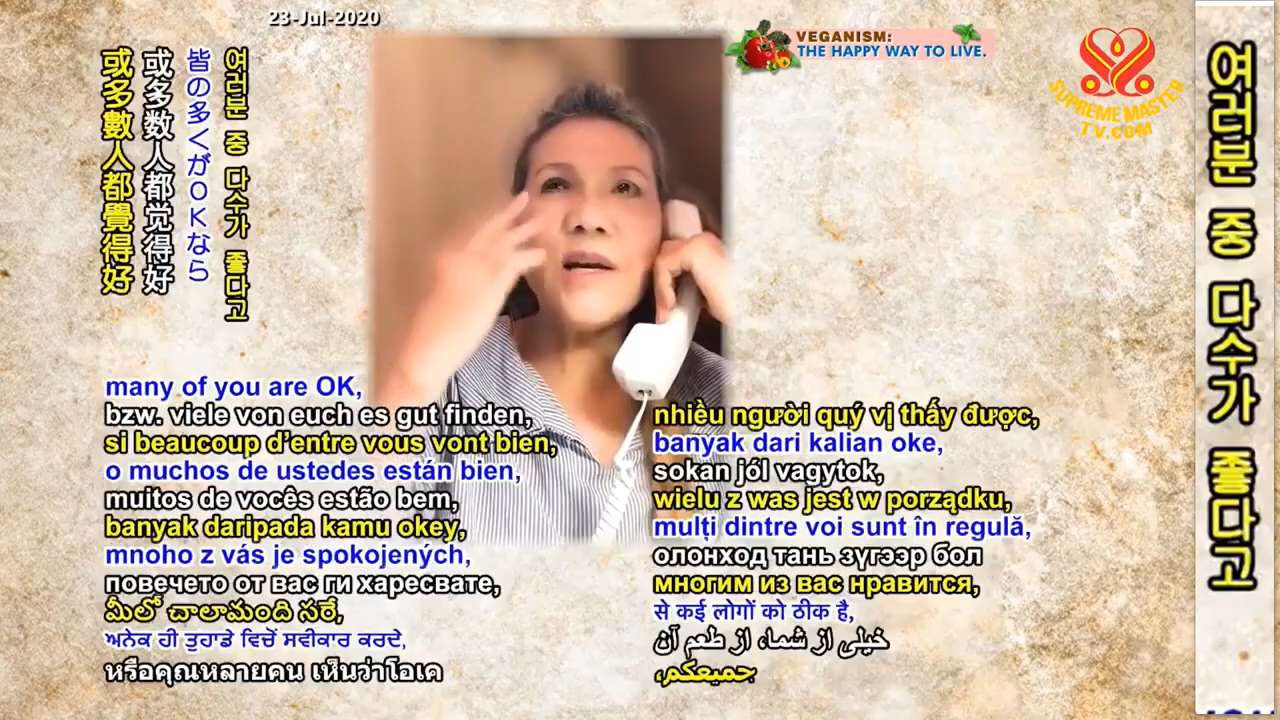 23-Jul-2020
VEGANISM:
THE HAPPY WAY TO LIVE.
SUPREME MASTER
TV.COM
여러분 중 다수가 좋다고
皆の多くがOKなら
或多数人都觉得好
或多數人都覺得好
many of you are OK,
bzw. viele von euch es gut finden,
si beaucoup d'entre vous vont bien,
o muchos de ustedes están bien,
muitos de vocês estão bem,
banyak daripada kamu okey,
mnoho z vás je spokojených,
повечето от вас ги харесвате,
మీలో చాలామంది సరే,
ਅਨੇਕ ਹੀ ਤੁਹਾਡੇ ਵਿਚੋਂ ਸਵੀਕਾਰ ਕਰਦੇ,
หรือคุณหลายคน เห็นว่าโอเค
nhiều người quý vị thấy được,
banyak dari kalian oke,
sokan jól vagytok,
wielu z was jest w porządku,
mulți dintre voi sunt în regulă,
олонход тань зүгээр бол
многим из вас нравится,
से कई लोगों को ठीक है,
خیلی از شما، از طعم آن
جميعكم،
여러분 중 다수가 좋다고